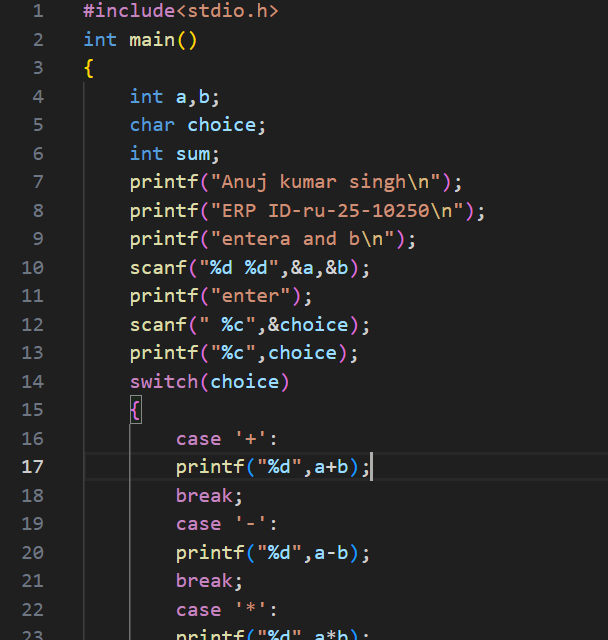 1 #include<stdio.h>
2 int main()
3 {
4 int a,b;
5 char choice;
6 int sum;
7 printf("Anuj kumar singh\n");
8 printf("ERP ID-ru-25-10250\n");
9 printf("entera and b\n");
10 scanf("%d %d",&a,&b);
11 printf("enter");
12 scanf(" %c",&choice);
13 printf("%c",choice);
14 switch(choice)
15 {
16 case '+':
17 printf("%d",a+b);
18 break;
19 case '-':
20 printf("%d",a-b);
21 break;
22 case '*':
23 printf("%d",a*b);